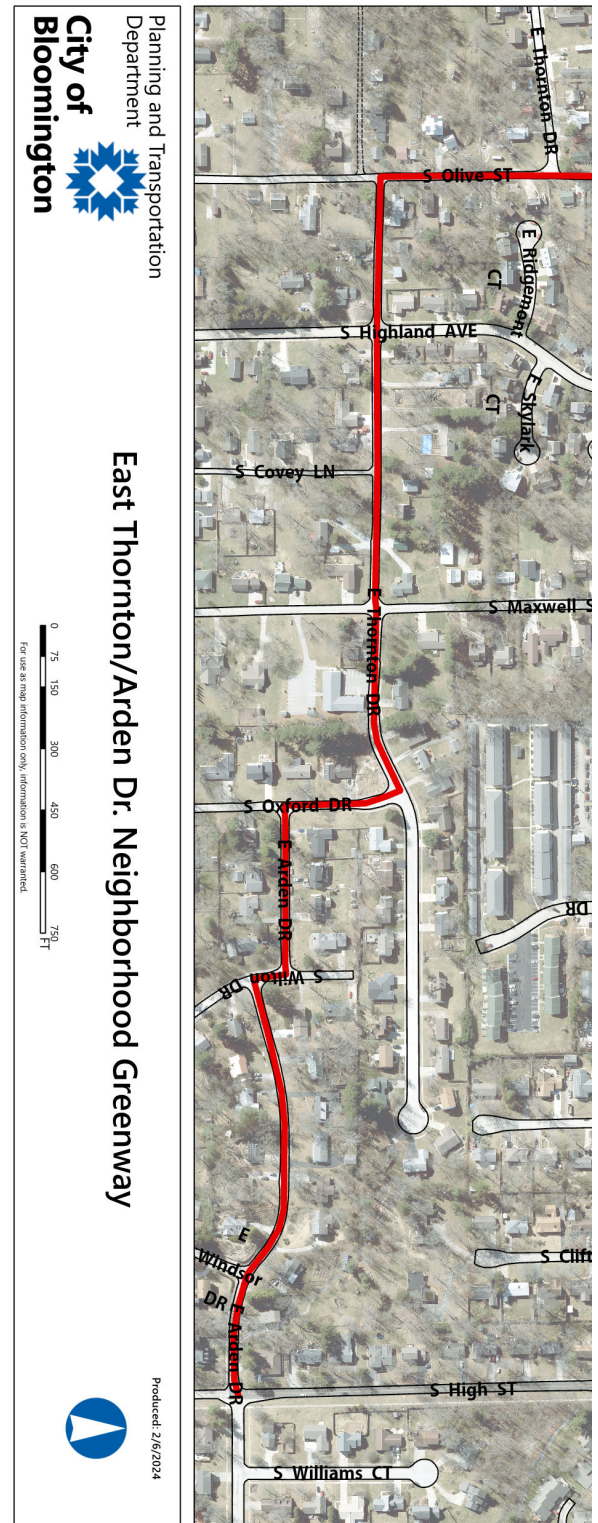 E Thornton DR
S Olive ST
E Ridgemont
CT
S Highland AVE
E Skylark
CT
S Covey LN
S Maxwell S
E Thornton DR
S Oxford DR
E Arden DR
DR
S Wilton DR
S Clift
E
Windsor
DR
E Arden DR
S High ST
S Williams CT
Planning and Transportation
Department
City of
Bloomington
East Thornton/Arden Dr. Neighborhood Greenway
0 75 150 300 450 600 750
FT
For use as map information only, information is NOT warranted.
Produced: 2/6/2024